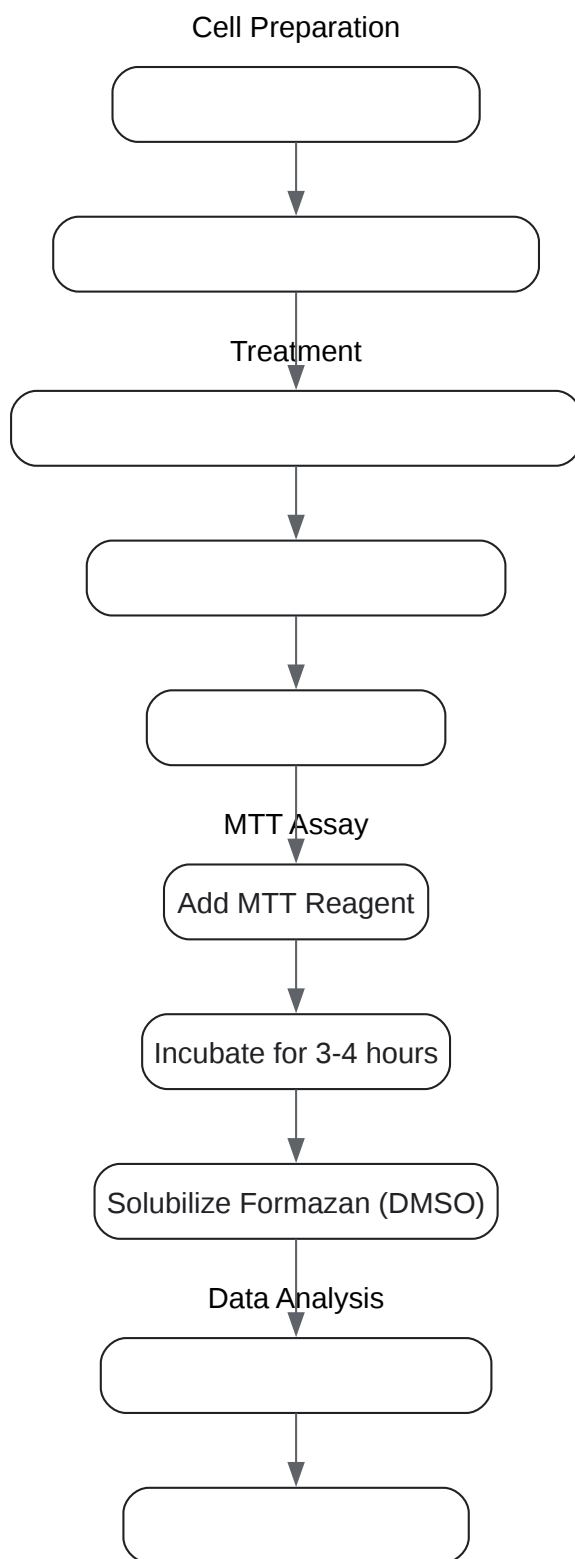 Cell Preparation
Treatment
MTT Assay
Add MTT Reagent
Incubate for 3-4 hours
Solubilize Formazan (DMSO)
Data Analysis